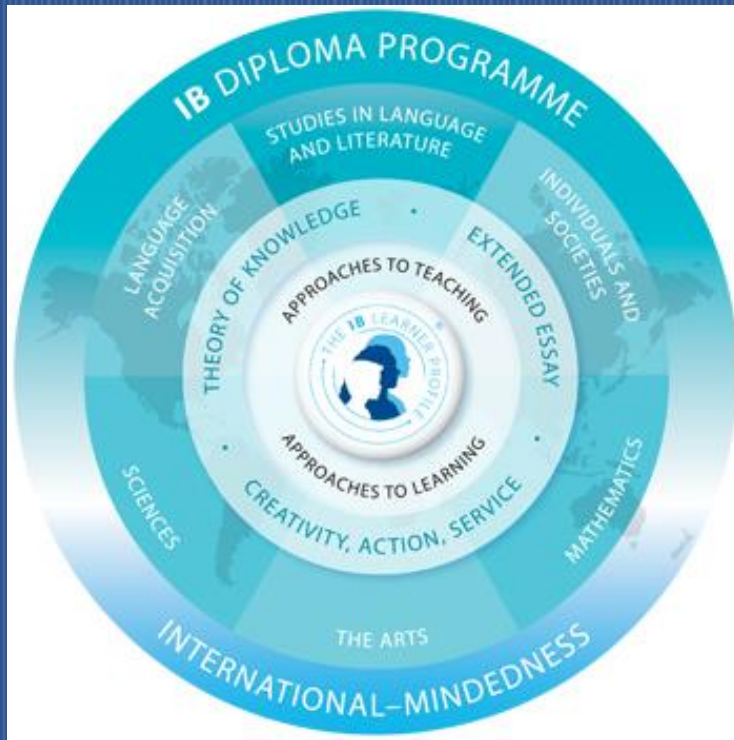 IB DIPLOMA PROGRAMME
STUDIES IN LANGUAGE
AND LITERATURE
LANGUAGE
ACQUISITION
INDIVIDUALS AND
SOCIETIES
THEORY OF KNOWLEDGE
•
EXTENDED ESSAY
•
APPROACHES TO TEACHING
THE IB LEARNER PROFILE
®
APPROACHES TO LEARNING
•
CREATIVITY, ACTION, SERVICE
SCIENCES
MATHEMATICS
THE ARTS
INTERNATIONAL–MINDEDNESS